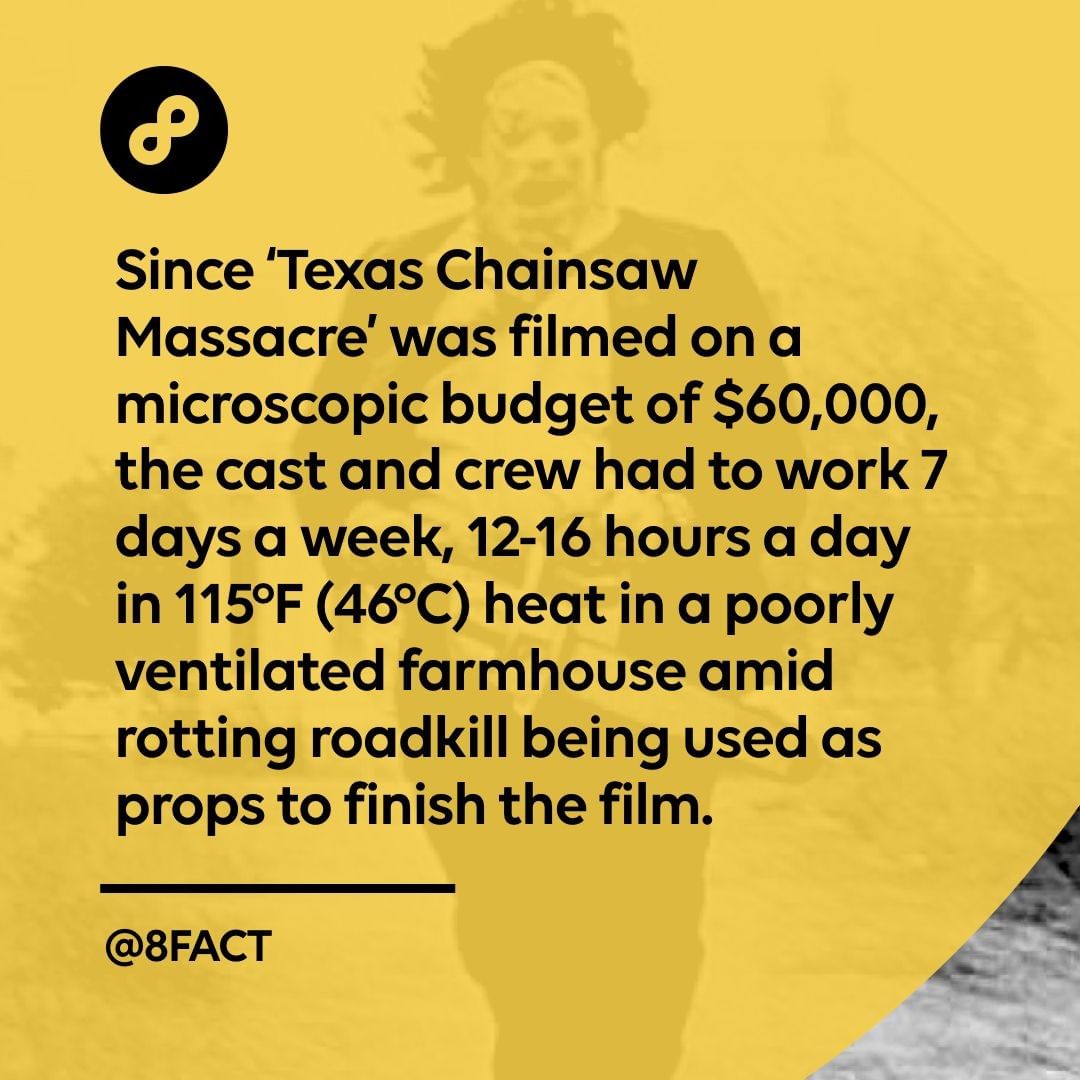 Since ‘Texas Chainsaw
Massacre’ was filmed on a
microscopic budget of $60,000,
the cast and crew had to work 7
days a week, 12-16 hours a day
in 115ºF (46ºC) heat in a poorly
ventilated farmhouse amid
rotting roadkill being used as
props to finish the film.
@8FACT